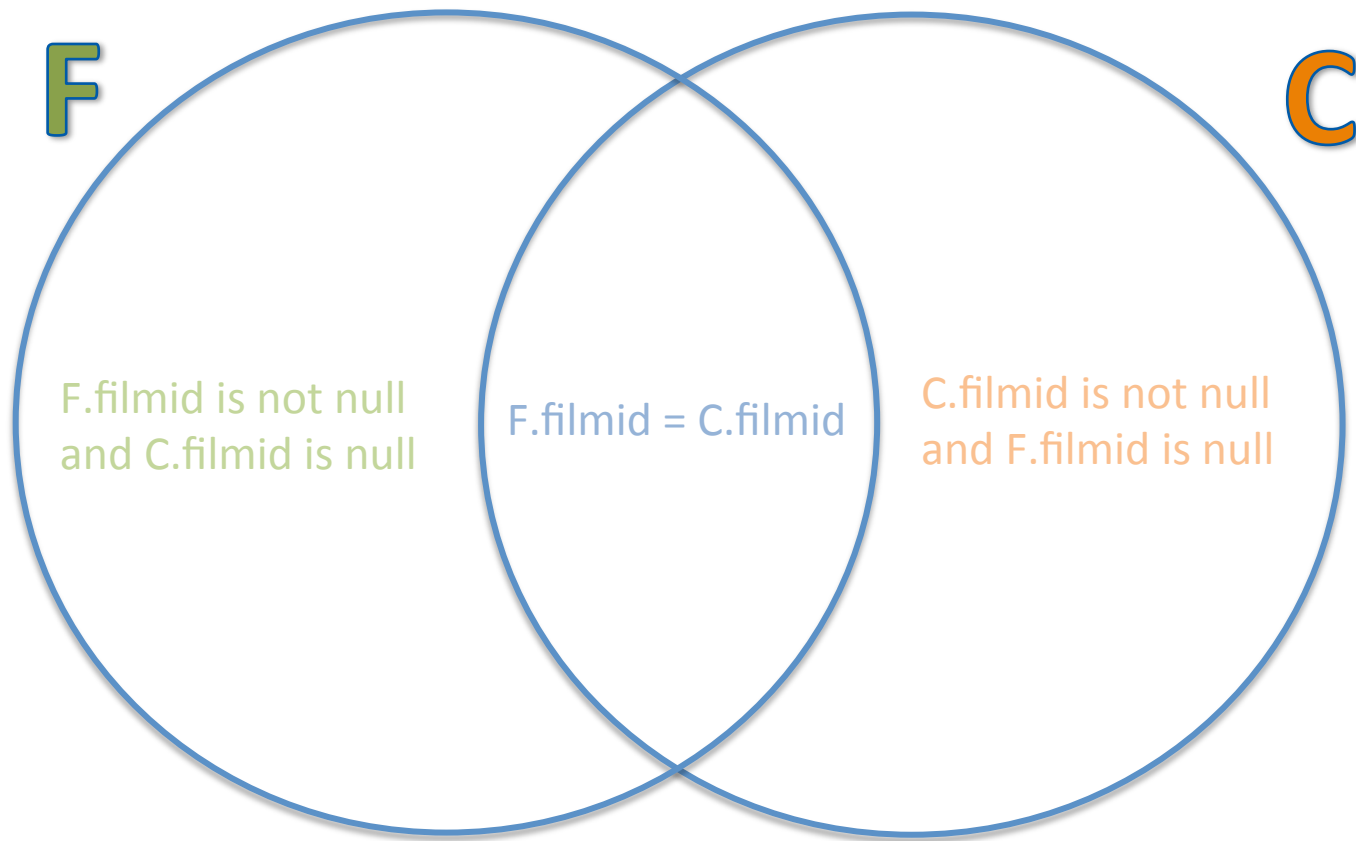 F
C
F.filmid is not null
and C.filmid is null
F.filmid = C.filmid
C.filmid is not null
and F.filmid is null